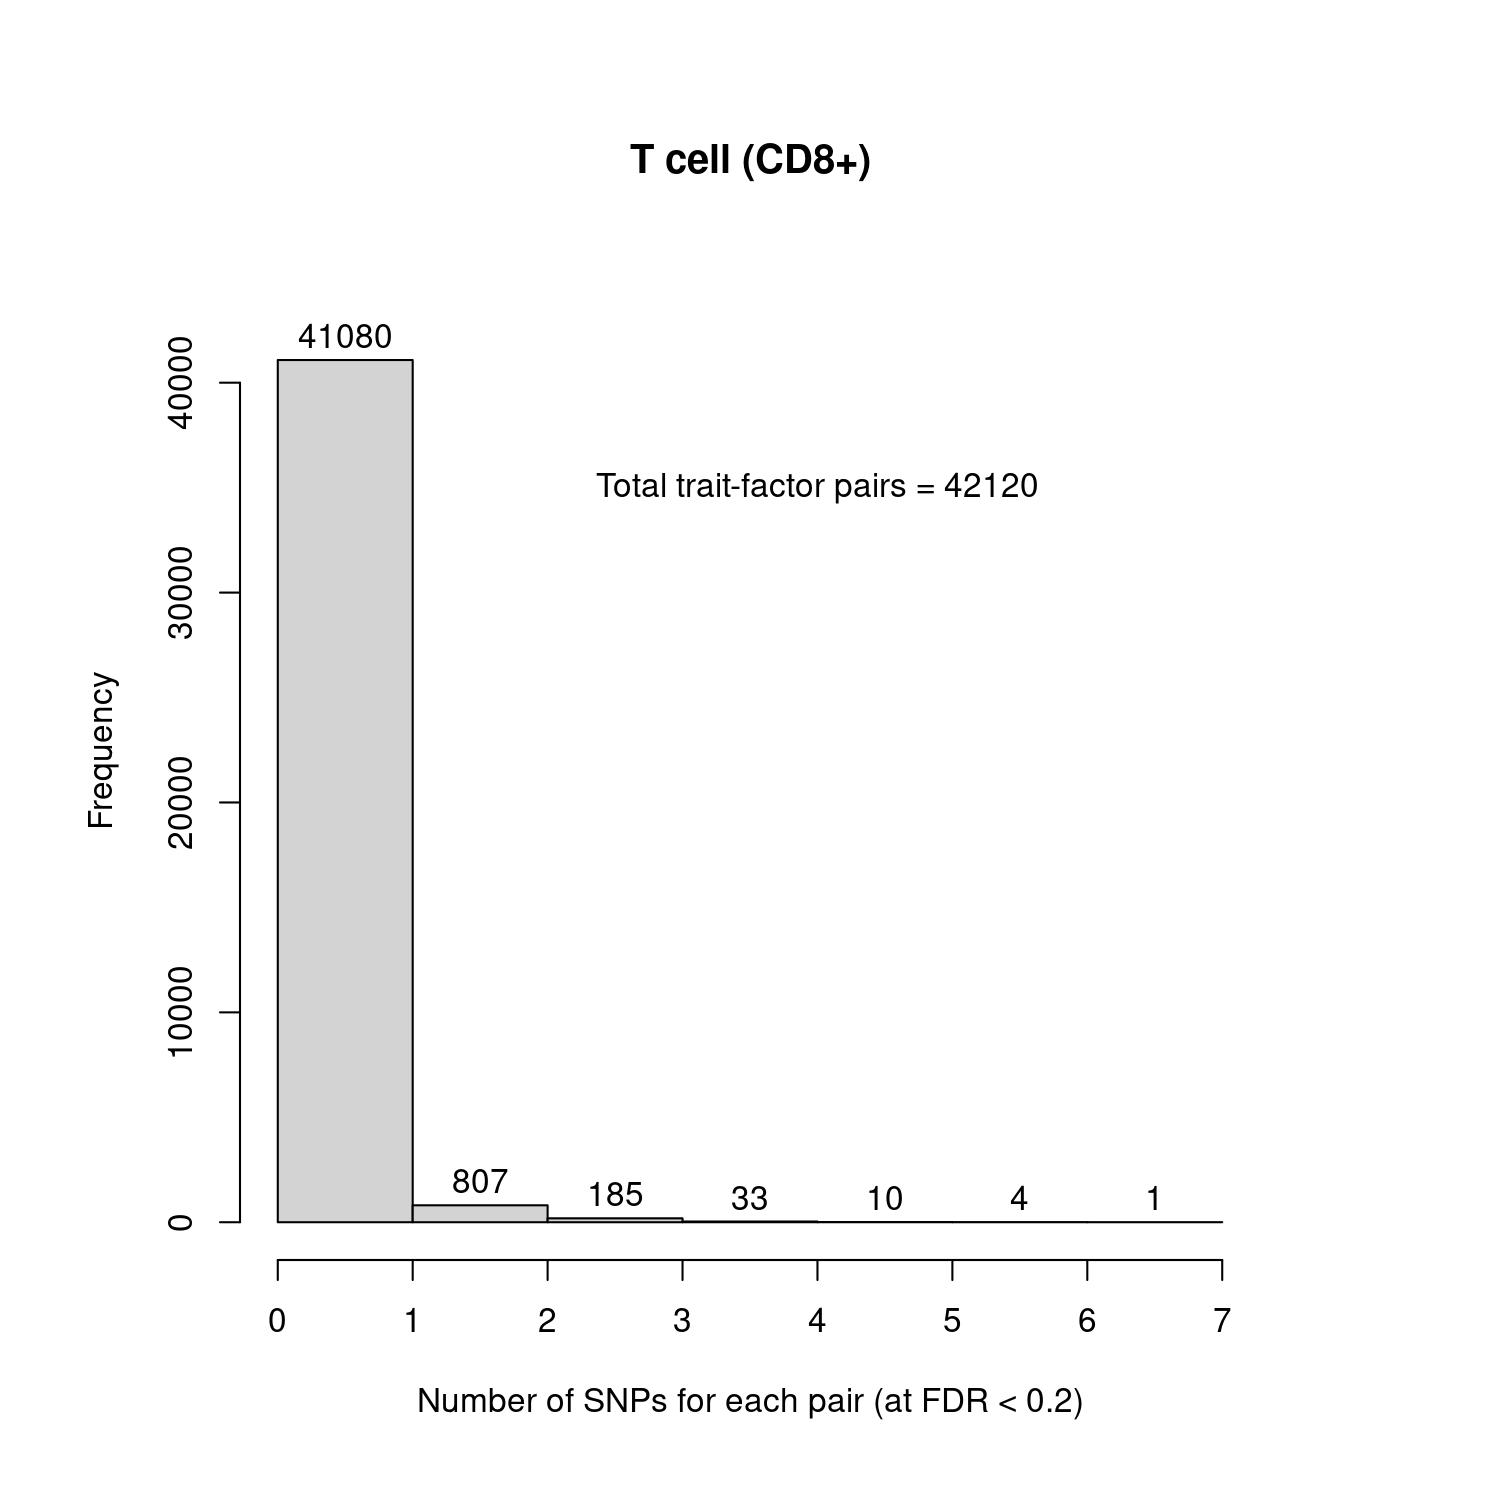 T cell (CD8+)
41080
Total trait-factor pairs = 42120
807
185
33
10
4
1
Frequency
40000
30000
20000
10000
0
0 1 2 3 4 5 6 7
Number of SNPs for each pair (at FDR < 0.2)